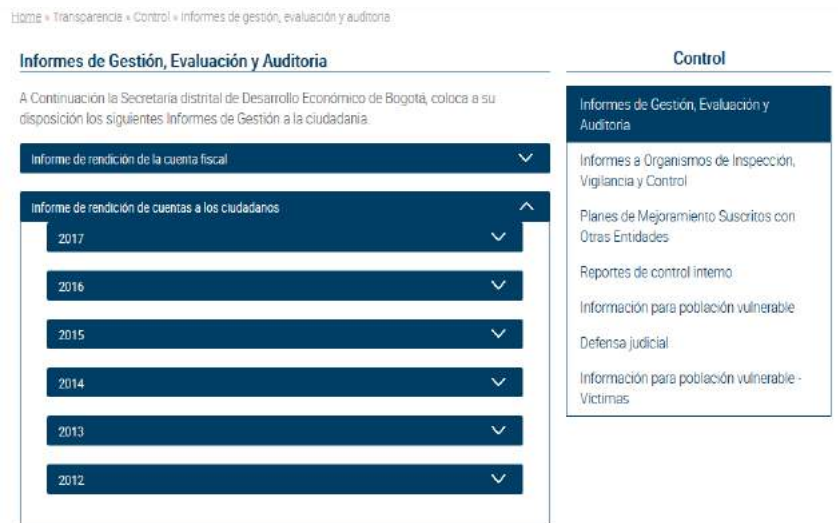 Home » Transparencia » Control » Informes de gestión, evaluación y auditoria
Informes de Gestión, Evaluación y Auditoria
A Continuación la Secretaría distrital de Desarrollo Económico de Bogotá, coloca a su
disposición los siguientes Informes de Gestión a la ciudadania.
Informe de rendición de la cuenta fiscal
Informe de rendición de cuentas a los ciudadanos
2017
2016
2015
2014
2013
2012
Control
Informes de Gestión, Evaluación y
Auditoria
Informes a Organismos de Inspección,
Vigilancia y Control
Planes de Mejoramiento Suscritos con
Otras Entidades
Reportes de control interno
Información para población vulnerable
Defensa judicial
Información para población vulnerable -
Víctimas